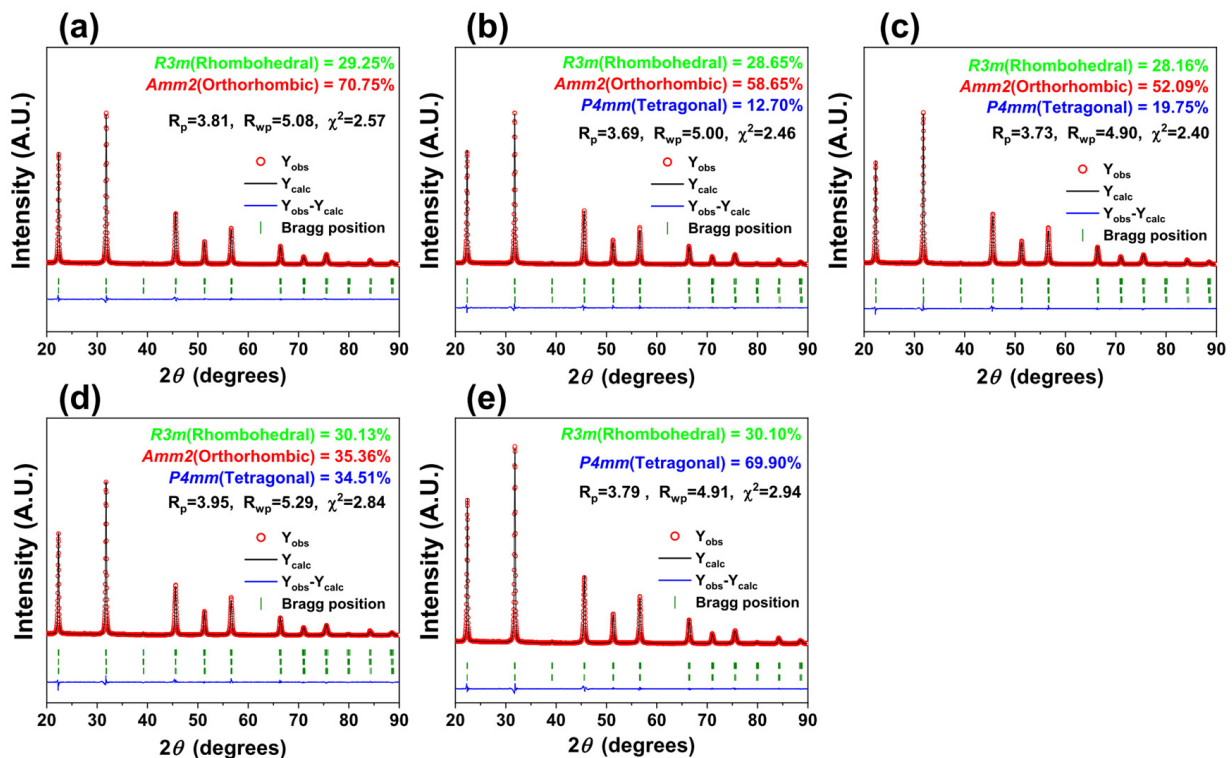 (a)
R3m(Rhombohedral) = 29.25%
Amm2(Orthorhombic) = 70.75%
Rp=3.81, Rwp=5.08, χ²=2.57
Yobs
Ycalc
Yobs-Ycalc
Bragg position
Intensity (A.U.)
20 30 40 50 60 70 80 90
2θ (degrees)
(b)
R3m(Rhombohedral) = 28.65%
Amm2(Orthorhombic) = 58.65%
P4mm(Tetragonal) = 12.70%
Rp=3.69, Rwp=5.00, χ²=2.46
Yobs
Ycalc
Yobs-Ycalc
Bragg position
Intensity (A.U.)
20 30 40 50 60 70 80 90
2θ (degrees)
(c)
R3m(Rhombohedral) = 28.16%
Amm2(Orthorhombic) = 52.09%
P4mm(Tetragonal) = 19.75%
Rp=3.73, Rwp=4.90, χ²=2.40
Yobs
Ycalc
Yobs-Ycalc
Bragg position
Intensity (A.U.)
20 30 40 50 60 70 80 90
2θ (degrees)
(d)
R3m(Rhombohedral) = 30.13%
Amm2(Orthorhombic) = 35.36%
P4mm(Tetragonal) = 34.51%
Rp=3.95, Rwp=5.29, χ²=2.84
Yobs
Ycalc
Yobs-Ycalc
Bragg position
Intensity (A.U.)
20 30 40 50 60 70 80 90
2θ (degrees)
(e)
R3m(Rhombohedral) = 30.10%
P4mm(Tetragonal) = 69.90%
Rp=3.79 , Rwp=4.91, χ²=2.94
Yobs
Ycalc
Yobs-Ycalc
Bragg position
Intensity (A.U.)
20 30 40 50 60 70 80 90
2θ (degrees)